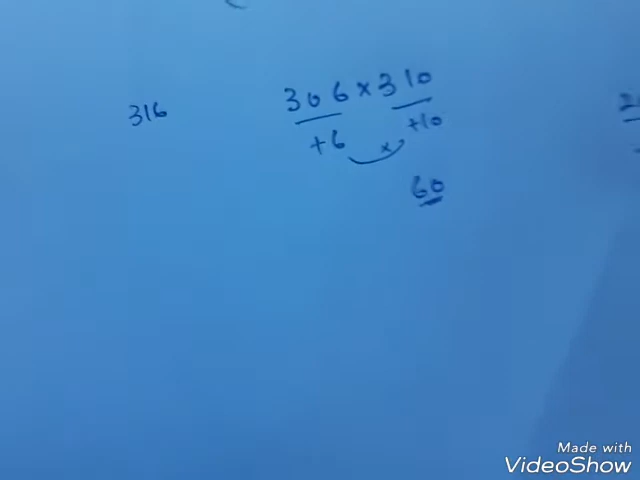 316
306 × 310
+6 × +10
60
Made with
VideoShow